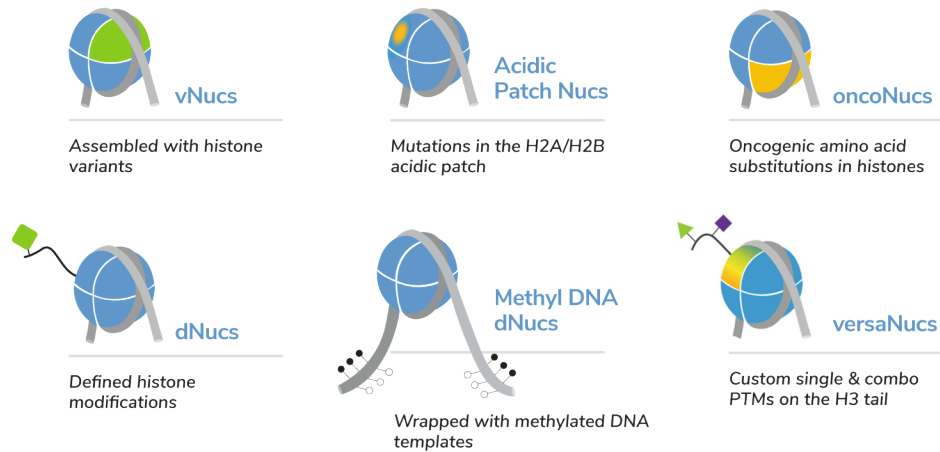 vNucs
Assembled with histone
variants
Acidic
Patch Nucs
Mutations in the H2A/H2B
acidic patch
oncoNucs
Oncogenic amino acid
substitutions in histones
dNucs
Defined histone
modifications
Methyl DNA
dNucs
Wrapped with methylated DNA
templates
versaNucs
Custom single & combo
PTMs on the H3 tail